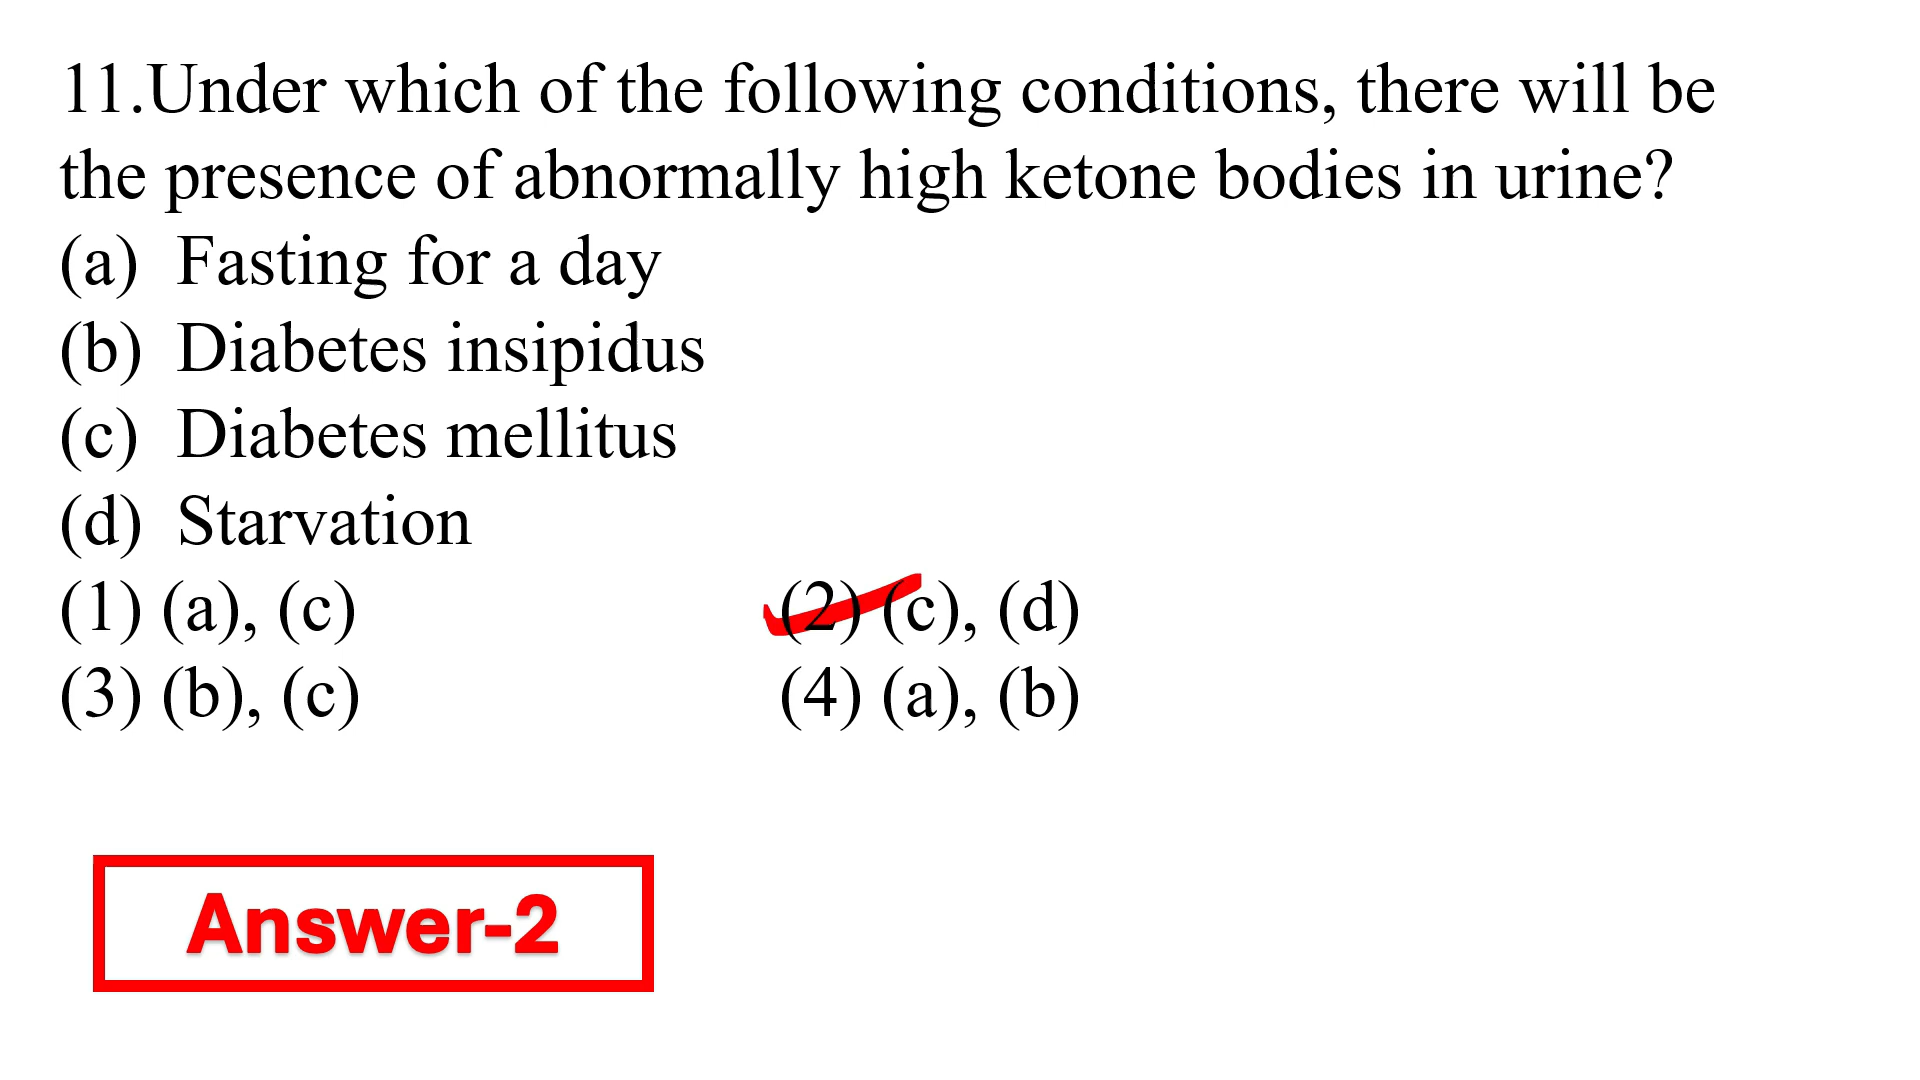 11.Under which of the following conditions, there will be
the presence of abnormally high ketone bodies in urine?
(a) Fasting for a day
(b) Diabetes insipidus
(c) Diabetes mellitus
(d) Starvation
(1) (a), (c) (2) (c), (d)
(3) (b), (c) (4) (a), (b)
Answer-2